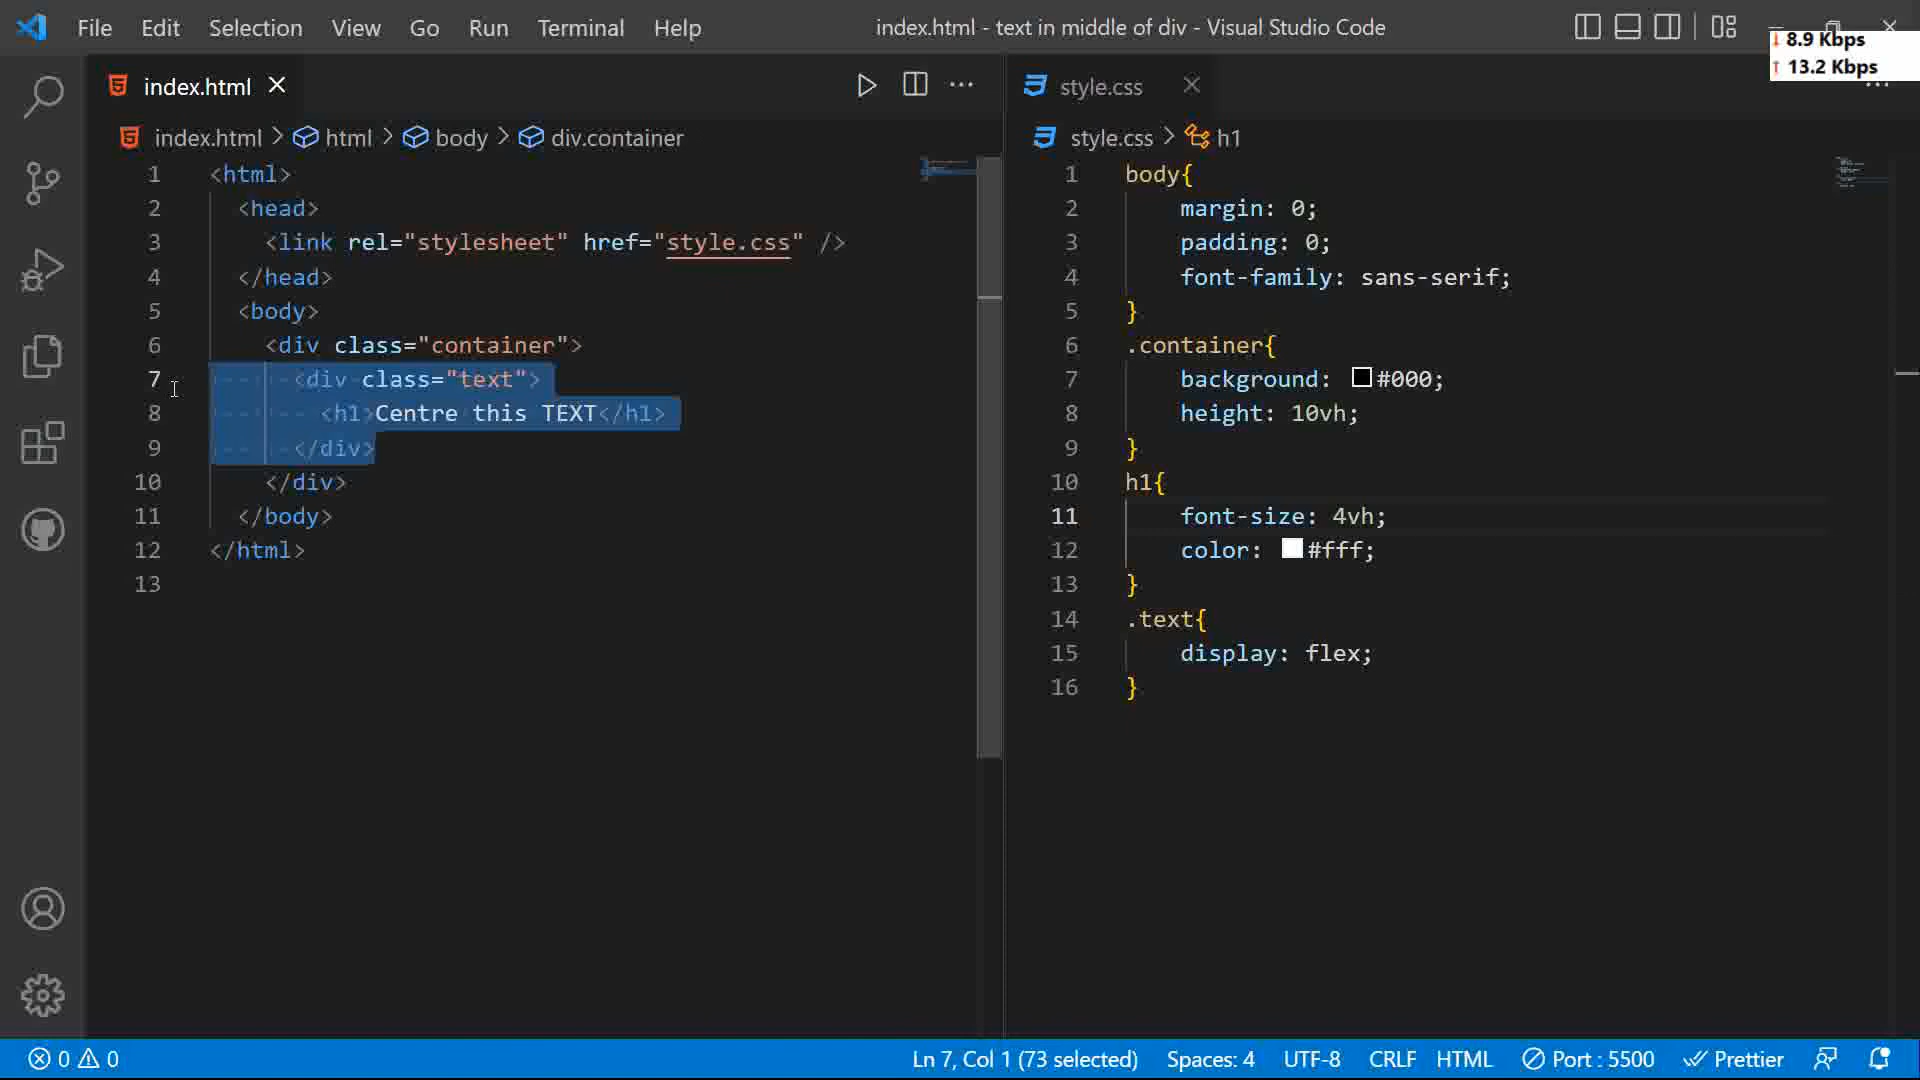 File Edit Selection View Go Run Terminal Help
index.html - text in middle of div - Visual Studio Code
8.9 Kbps
13.2 Kbps
index.html
index.html > html > body > div.container
1 <html>
2 <head>
3 <link rel="stylesheet" href="style.css" />
4 </head>
5 <body>
6 <div class="container">
7 <div class="text">
8 <h1>Centre this TEXT</h1>
9 </div>
10 </div>
11 </body>
12 </html>
13
style.css
style.css > h1
1 body{
2 margin: 0;
3 padding: 0;
4 font-family: sans-serif;
5 }
6 .container{
7 background: #000;
8 height: 10vh;
9 }
10 h1{
11 font-size: 4vh;
12 color: #fff;
13 }
14 .text{
15 display: flex;
16 }
0 0 Ln 7, Col 1 (73 selected) Spaces: 4 UTF-8 CRLF HTML Port : 5500 Prettier